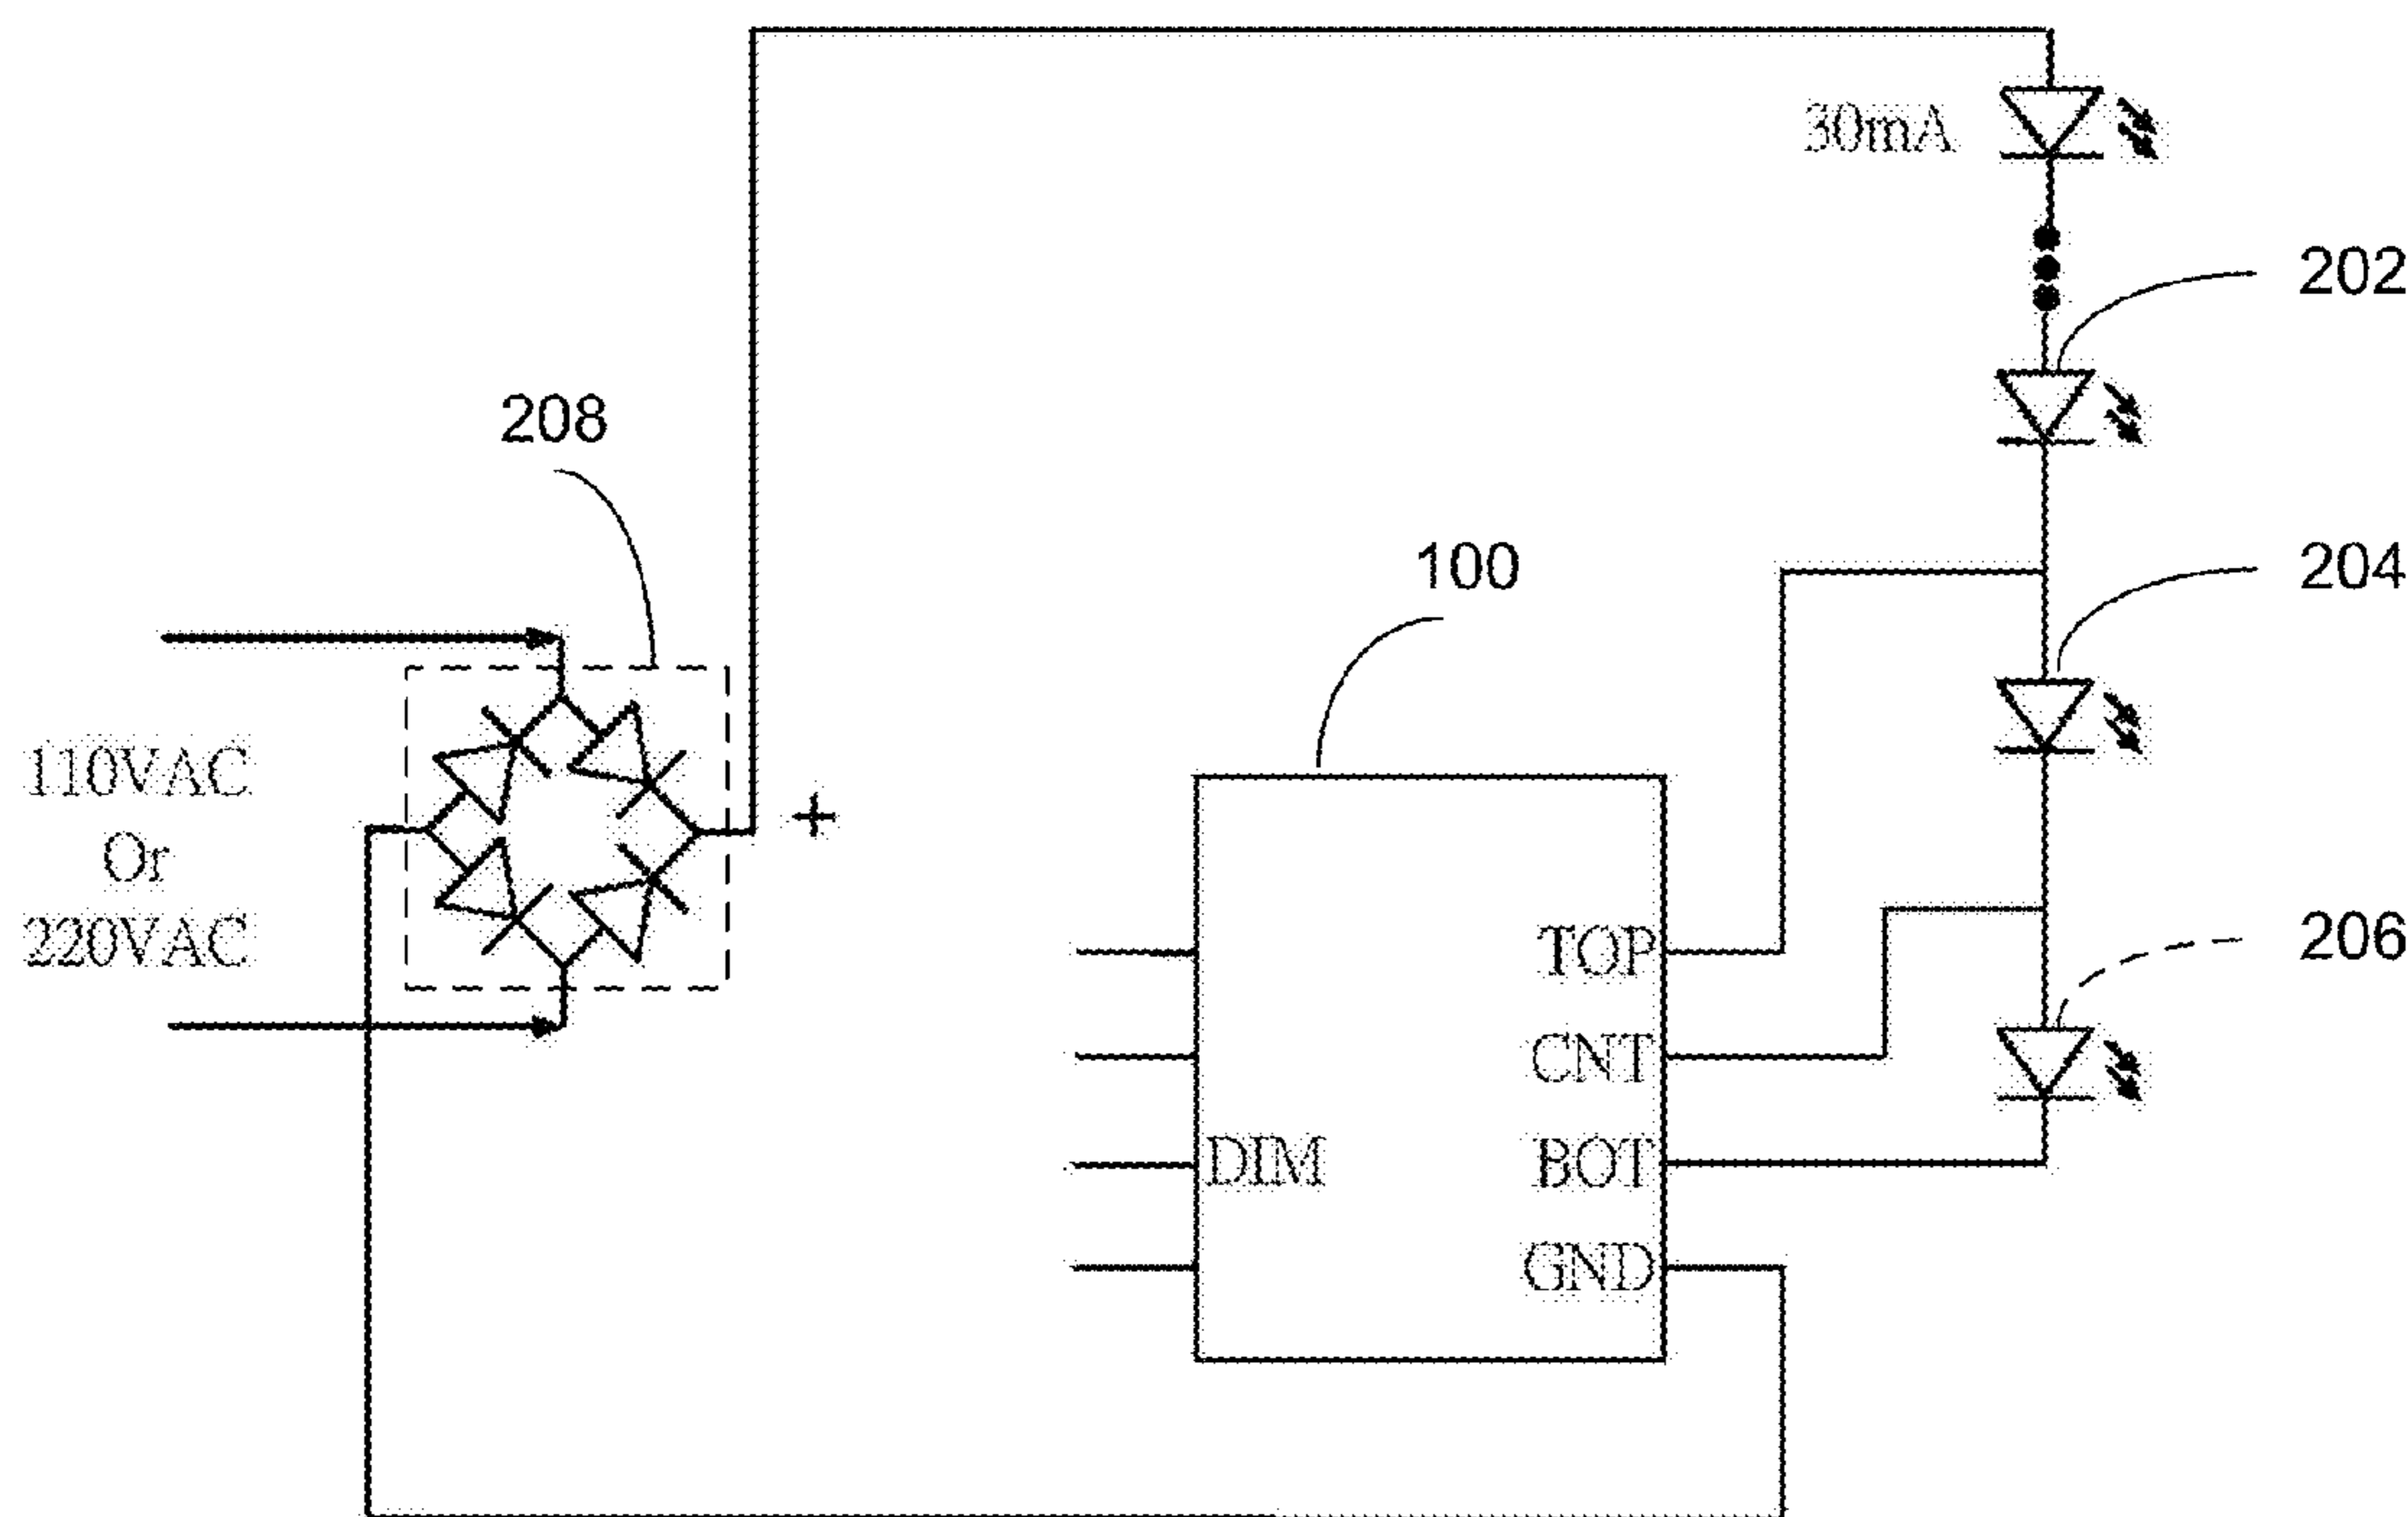 30mA
202
208
100
204
110VAC
Or
220VAC
+
TOP
206
CNT
DIM
BOT
GND